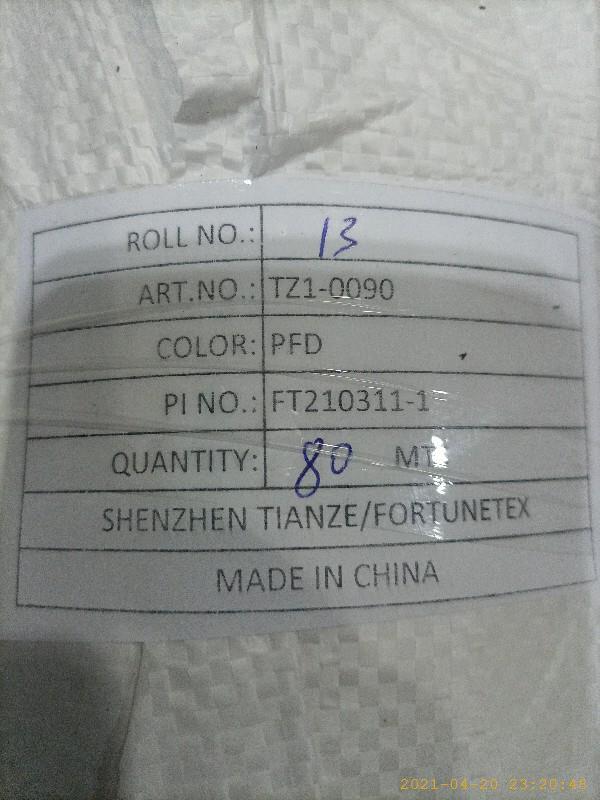 ROLL NO.: 13
ART.NO.: TZ1-0090
COLOR: PFD
PI NO.: FT210311-1
QUANTITY: 80 MT
SHENZHEN TIANZE/FORTUNETEX
MADE IN CHINA
2021-04-20 23:20:48